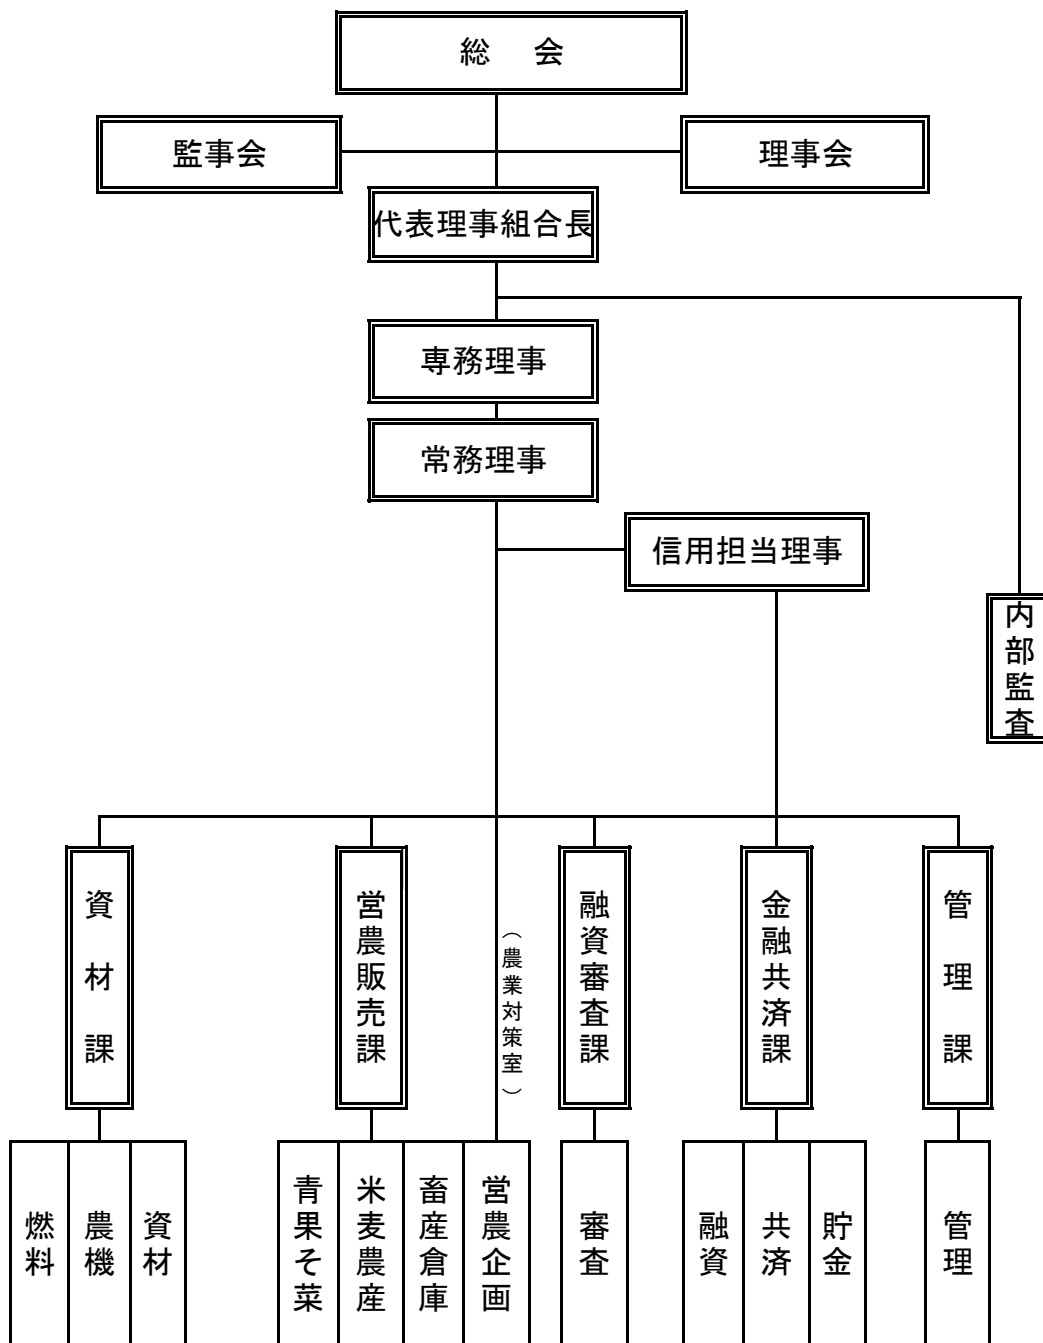 総　会
監事会
理事会
代表理事組合長
専務理事
常務理事
信用担当理事
内部監査
資材課
営農販売課
（農業対策室）
融資審査課
金融共済課
管理課
燃料
農機
資材
青果そ菜
米麦農産
畜産倉庫
営農企画
審査
融資
共済
貯金
管理